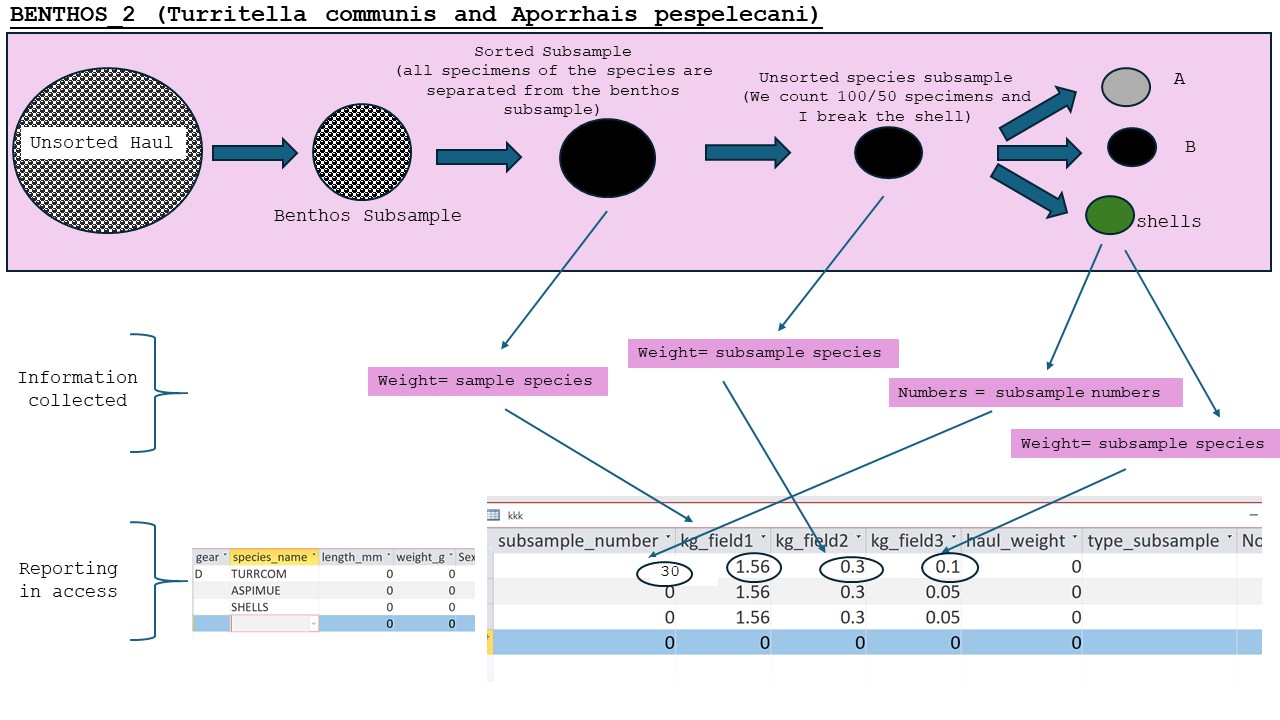 BENTHOS_2 (Turritella communis and Aporrhais pespelecani)
Sorted Subsample
(all specimens of the species are
separated from the benthos
subsample)
Unsorted species subsample
(We count 100/50 specimens and
I break the shell)
A
Unsorted Haul
B
Benthos Subsample
shells
Weight= subsample species
Information
collected
Weight= sample species
Numbers = subsample numbers
Weight= subsample species
kkk
subsample_number kg_field1 kg_field2 kg_field3 haul_weight type_subsample No
30 1.56 0.3 0.1 0
0 1.56 0.3 0.05 0
0 1.56 0.3 0.05 0
0 0 0 0 0
Reporting
in access
gear species_name length_mm weight_g Sex
D TURRCOM 0 0
ASPIMUE 0 0
SHELLS 0 0
0 0